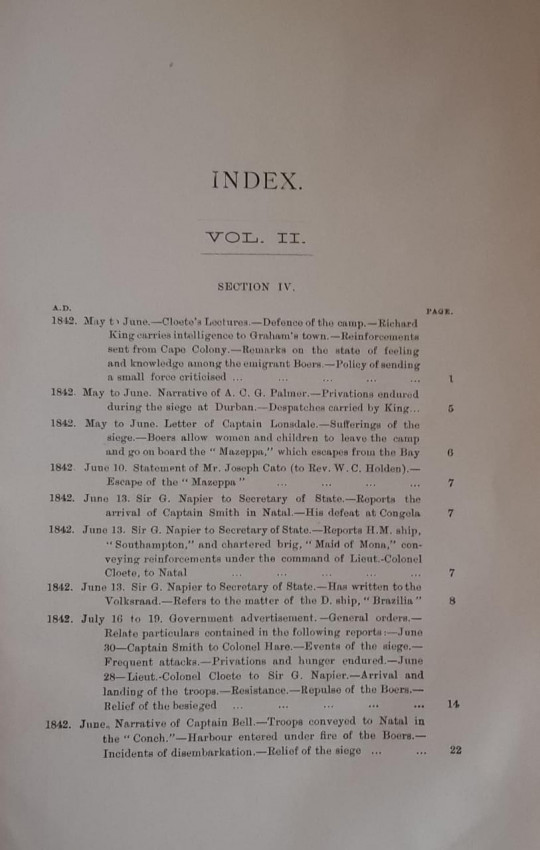 INDEX.
VOL. II.
SECTION IV.
A.D. PAGE.
1842. May to June.—Cloete's Lectures.—Defence of the camp.—Richard
King carries intelligence to Graham's town.—Reinforcements
sent from Cape Colony.—Remarks on the state of feeling
and knowledge among the emigrant Boers.—Policy of sending
a small force criticised ... ... ... ... ... 1
1842. May to June. Narrative of A. C. G. Palmer.—Privations endured
during the siege at Durban.—Despatches carried by King... 5
1842. May to June. Letter of Captain Lonsdale.—Sufferings of the
siege.—Boers allow women and children to leave the camp
and go on board the "Mazeppa," which escapes from the Bay 6
1842. June 10. Statement of Mr. Joseph Cato (to Rev. W. C. Holden).—
Escape of the "Mazeppa" ... ... ... ... 7
1842. June 13. Sir G. Napier to Secretary of State.—Reports the
arrival of Captain Smith in Natal.—His defeat at Congela 7
1842. June 13. Sir G. Napier to Secretary of State.—Reports H.M. ship,
"Southampton," and chartered brig, "Maid of Mona," con-
veying reinforcements under the command of Lieut.-Colonel
Cloete, to Natal ... ... ... ... ... 7
1842. June 13. Sir G. Napier to Secretary of State.—Has written to the
Volksraad.—Refers to the matter of the D. ship, "Brazilia" 8
1842. July 16 to 19. Government advertisement.—General orders.—
Relate particulars contained in the following reports:—June
30—Captain Smith to Colonel Hare.—Events of the siege.—
Frequent attacks.—Privations and hunger endured.—June
28—Lieut.-Colonel Cloete to Sir G. Napier.—Arrival and
landing of the troops.—Resistance.—Repulse of the Boers.—
Relief of the besieged ... ... ... ... ... 14
1842. June. Narrative of Captain Bell.—Troops conveyed to Natal in
the "Conch."—Harbour entered under fire of the Boers.—
Incidents of disembarkation.—Relief of the siege ... ... 22